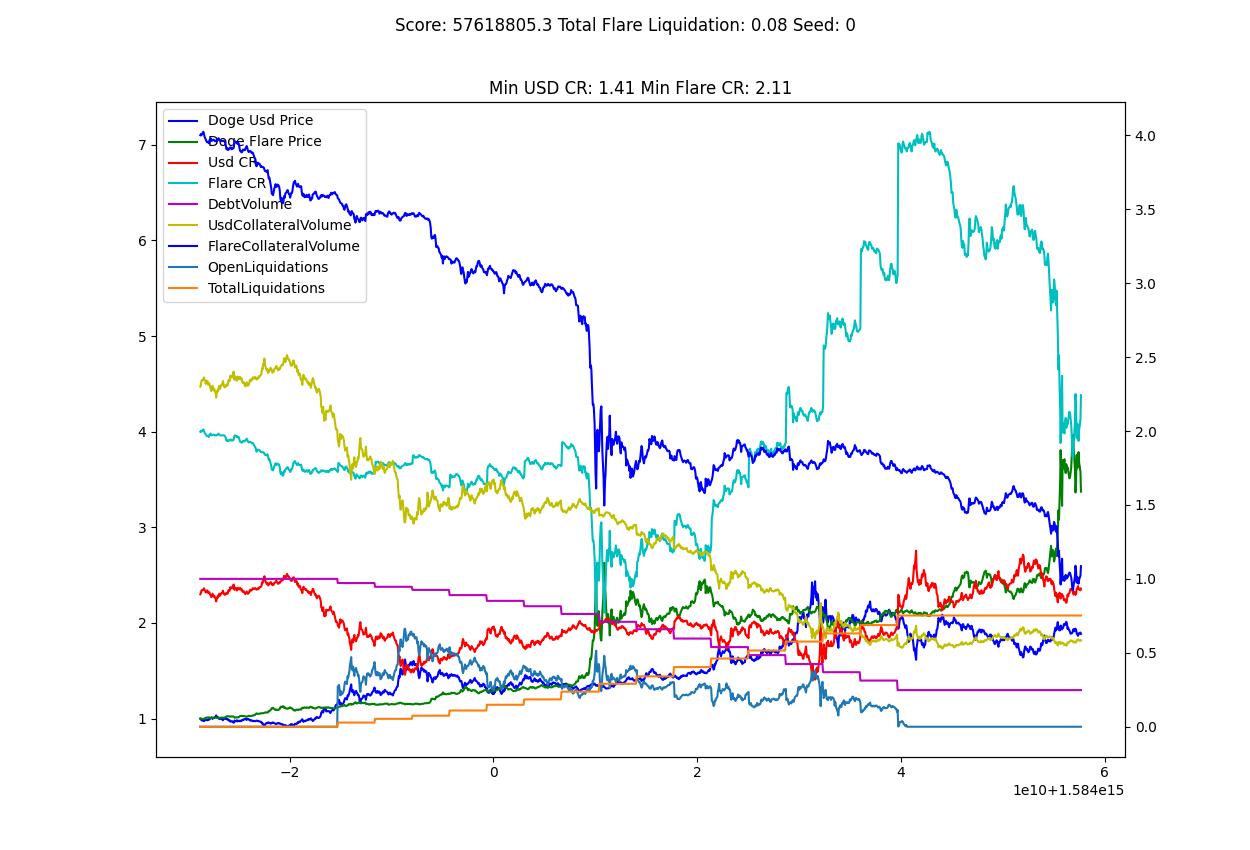 Score: 57618805.3 Total Flare Liquidation: 0.08 Seed: 0
Min USD CR: 1.41 Min Flare CR: 2.11
Doge Usd Price
Doge Flare Price
Usd CR
Flare CR
DebtVolume
UsdCollateralVolume
FlareCollateralVolume
OpenLiquidations
TotalLiquidations
7
6
5
4
3
2
1
4.0
3.5
3.0
2.5
2.0
1.5
1.0
0.5
0.0
−2
0
2
4
6
1e10+1.584e15